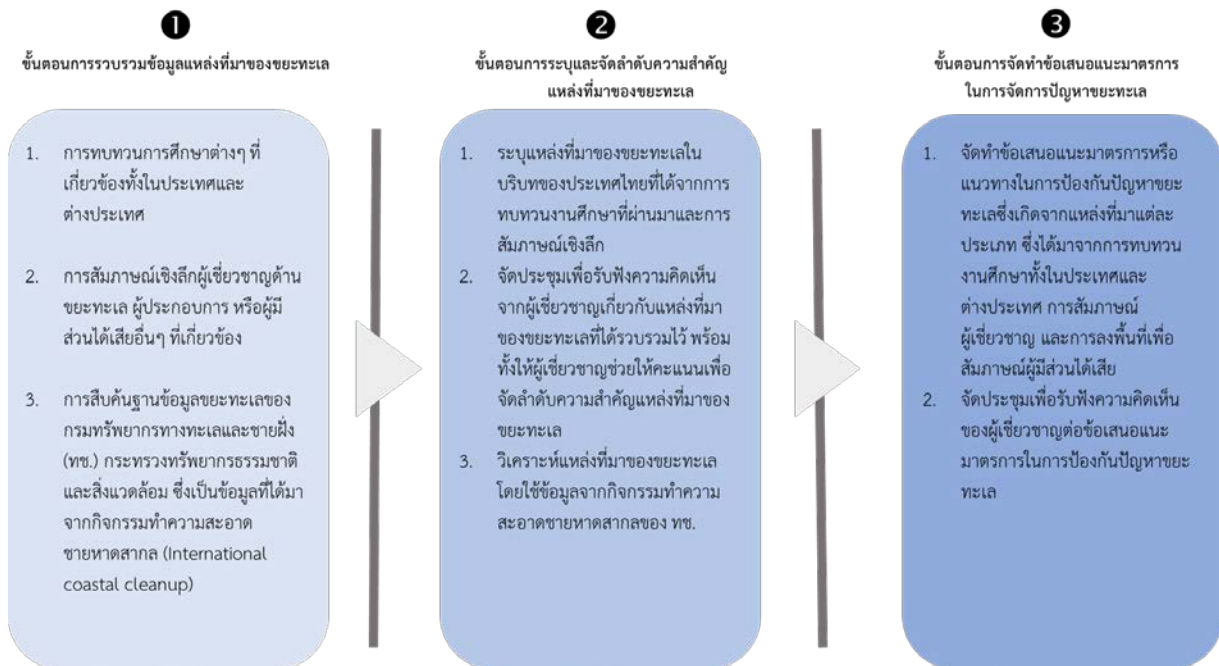 ❶
ขั้นตอนการรวบรวมข้อมูลแหล่งที่มาของขยะทะเล
1. การทบทวนการศึกษาต่างๆ ที่
เกี่ยวข้องทั้งในประเทศและ
ต่างประเทศ
2. การสัมภาษณ์เชิงลึกผู้เชี่ยวชาญด้าน
ขยะทะเล ผู้ประกอบการ หรือผู้มี
ส่วนได้เสียอื่นๆ ที่เกี่ยวข้อง
3. การสืบค้นฐานข้อมูลขยะทะเลของ
กรมทรัพยากรทางทะเลและชายฝั่ง
(ทช.) กระทรวงทรัพยากรธรรมชาติ
และสิ่งแวดล้อม ซึ่งเป็นข้อมูลที่ได้มา
จากกิจกรรมทำความสะอาด
ชายหาดสากล (International
coastal cleanup)
❷
ขั้นตอนการระบุและจัดลำดับความสำคัญ
แหล่งที่มาของขยะทะเล
1. ระบุแหล่งที่มาของขยะทะเลใน
บริบทของประเทศไทยที่ได้จากการ
ทบทวนงานศึกษาที่ผ่านมาและการ
สัมภาษณ์เชิงลึก
2. จัดประชุมเพื่อรับฟังความคิดเห็น
จากผู้เชี่ยวชาญเกี่ยวกับแหล่งที่มา
ของขยะทะเลที่ได้รวบรวมไว้ พร้อม
ทั้งให้ผู้เชี่ยวชาญช่วยให้คะแนนเพื่อ
จัดลำดับความสำคัญแหล่งที่มาของ
ขยะทะเล
3. วิเคราะห์แหล่งที่มาของขยะทะเล
โดยใช้ข้อมูลจากกิจกรรมทำความ
สะอาดชายหาดสากลของ ทช.
❸
ขั้นตอนการจัดทำข้อเสนอแนะมาตรการ
ในการจัดการปัญหาขยะทะเล
1. จัดทำข้อเสนอแนะมาตรการหรือ
แนวทางในการป้องกันปัญหาขยะ
ทะเลซึ่งเกิดจากแหล่งที่มาแต่ละ
ประเภท ซึ่งได้มาจากการทบทวน
งานศึกษาทั้งในประเทศและ
ต่างประเทศ การสัมภาษณ์
ผู้เชี่ยวชาญ และการลงพื้นที่เพื่อ
สัมภาษณ์ผู้มีส่วนได้เสีย
2. จัดประชุมเพื่อรับฟังความคิดเห็น
ของผู้เชี่ยวชาญต่อข้อเสนอแนะ
มาตรการในการป้องกันปัญหาขยะ
ทะเล